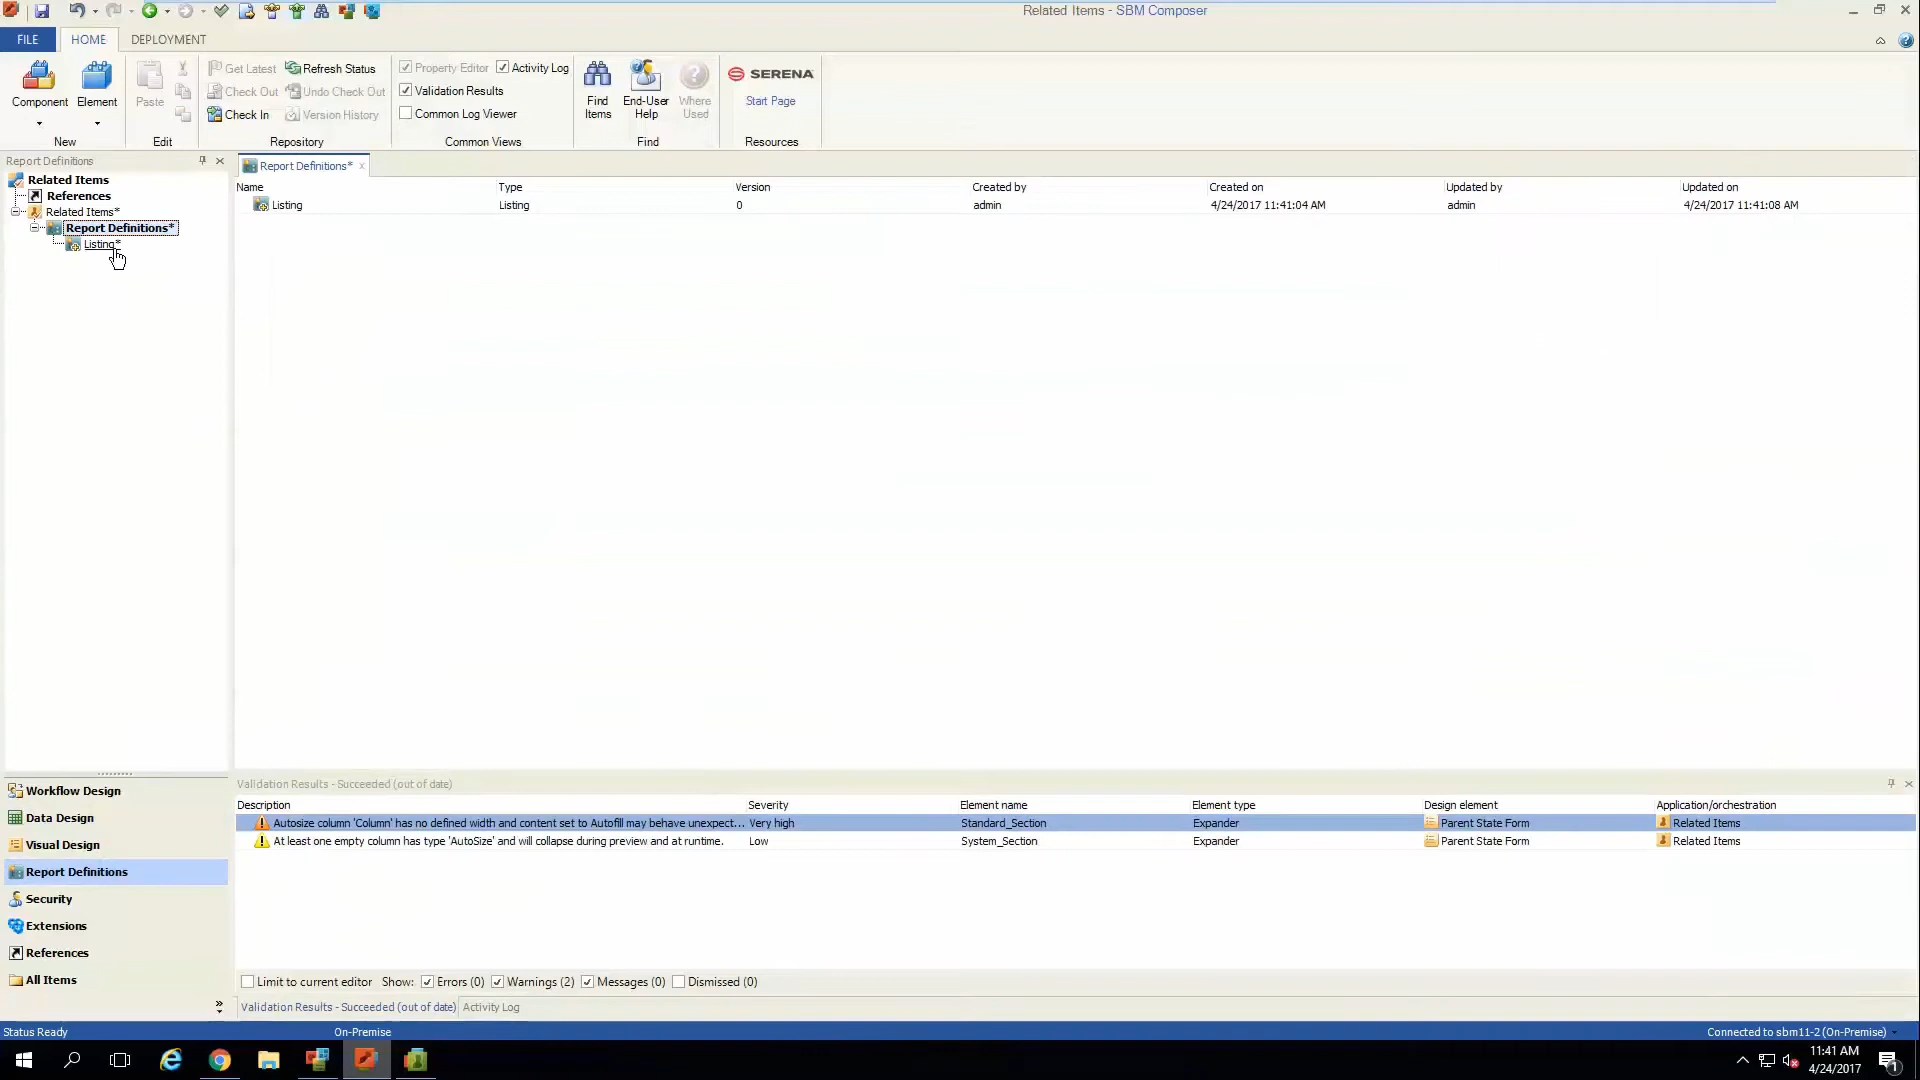 Related Items - SBM Composer
FILE HOME DEPLOYMENT
Component Element Paste
Get Latest Refresh Status
Check Out Undo Check Out
Check In Version History
Property Editor Activity Log
Validation Results
Common Log Viewer
Find Items End-User Help Where Used
SERENA
Start Page
New Edit Repository Common Views Find Resources
Report Definitions
Related Items
References
Related Items*
Report Definitions*
Listing*
Report Definitions*
Name Type Version Created by Created on Updated by Updated on
Listing Listing 0 admin 4/24/2017 11:41:04 AM admin 4/24/2017 11:41:08 AM
Workflow Design
Data Design
Visual Design
Report Definitions
Security
Extensions
References
All Items
Validation Results - Succeeded (out of date)
Description Severity Element name Element type Design element Application/orchestration
Autosize column 'Column' has no defined width and content set to Autofill may behave unexpect... Very high Standard_Section Expander Parent State Form Related Items
At least one empty column has type 'AutoSize' and will collapse during preview and at runtime. Low System_Section Expander Parent State Form Related Items
Limit to current editor Show: Errors (0) Warnings (2) Messages (0) Dismissed (0)
Validation Results - Succeeded (out of date) Activity Log
Status Ready On-Premise Connected to sbm11-2 (On-Premise)
11:41 AM
4/24/2017
1